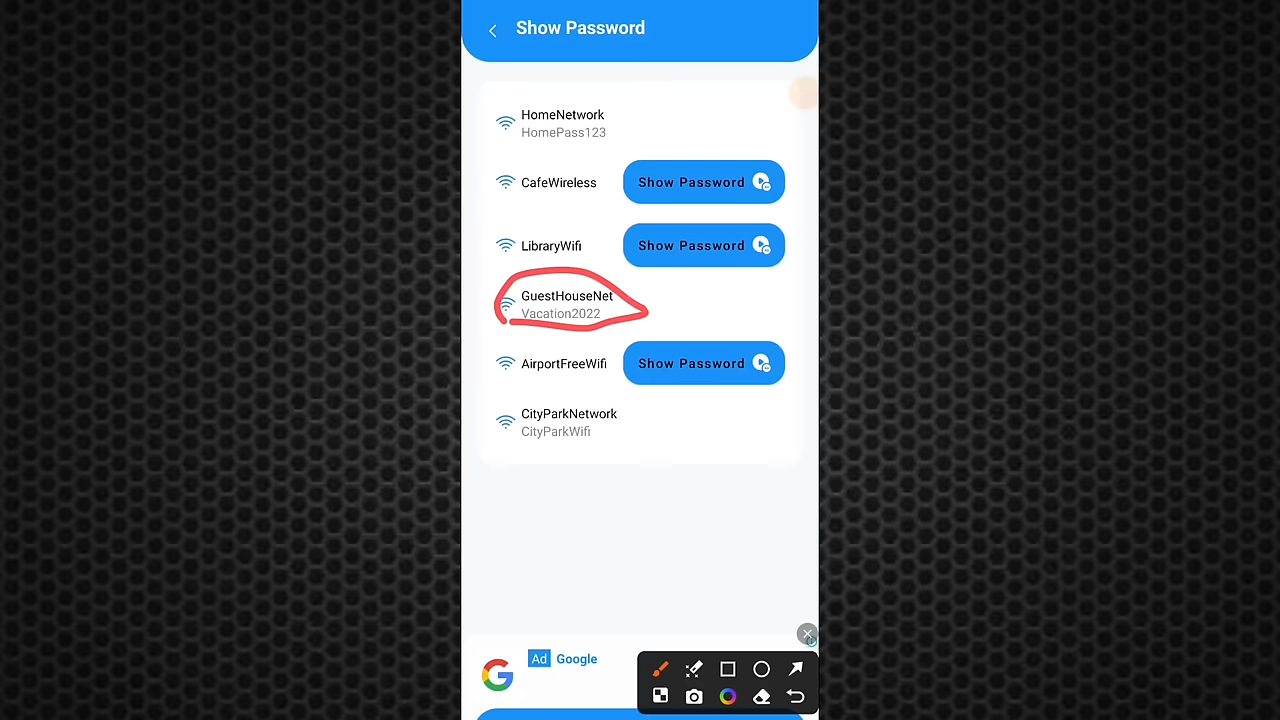 Show Password
HomeNetwork
HomePass123
CafeWireless
Show Password
LibraryWifi
Show Password
GuestHouseNet
Vacation2022
AirportFreeWifi
Show Password
CityParkNetwork
CityParkWifi
Ad Google